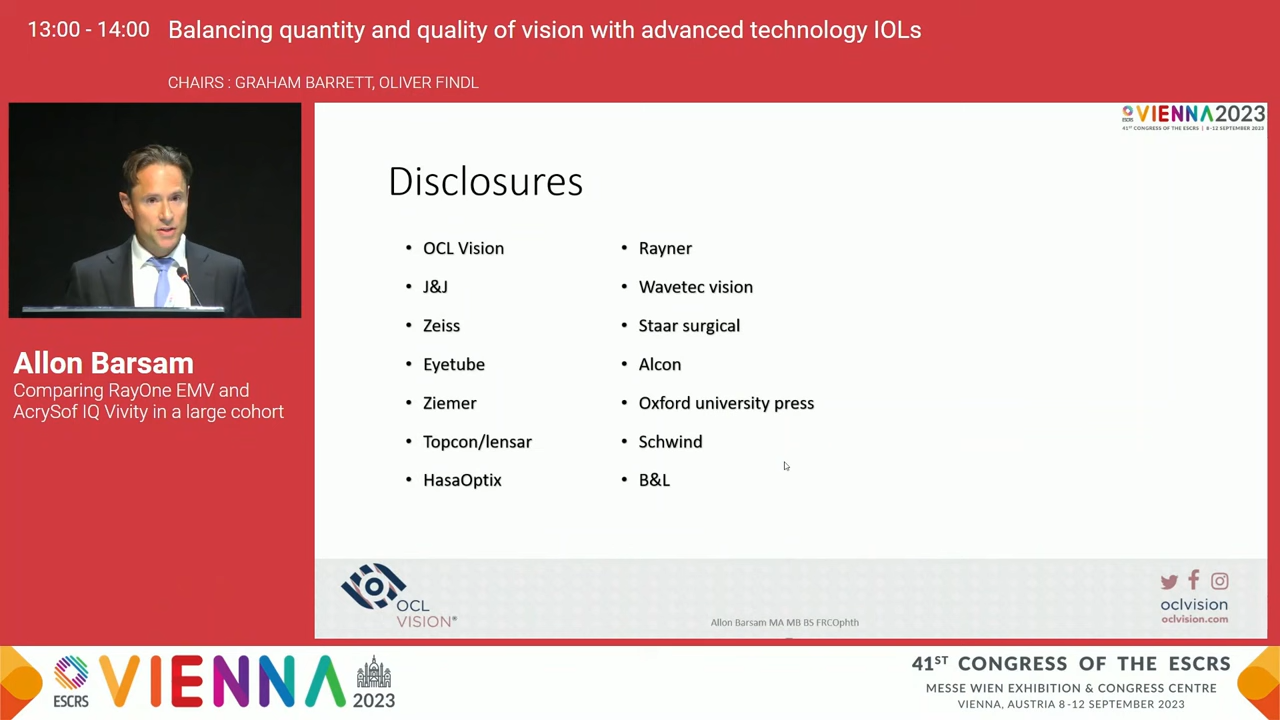 13:00 - 14:00 Balancing quantity and quality of vision with advanced technology IOLs
CHAIRS : GRAHAM BARRETT, OLIVER FINDL
ESCRS VIENNA2023
41ST CONGRESS OF THE ESCRS | 8-12 SEPTEMBER 2023
Disclosures
• OCL Vision
• J&J
• Zeiss
• Eyetube
• Ziemer
• Topcon/lensar
• HasaOptix
• Rayner
• Wavetec vision
• Staar surgical
• Alcon
• Oxford university press
• Schwind
• B&L
Allon Barsam
Comparing RayOne EMV and
AcrySof IQ Vivity in a large cohort
OCL
VISION®
Allon Barsam MA MB BS FRCOphth
oclvision
oclvision.com
ESCRS VIENNA 2023
41ST CONGRESS OF THE ESCRS
MESSE WIEN EXHIBITION & CONGRESS CENTRE
VIENNA, AUSTRIA 8-12 SEPTEMBER 2023